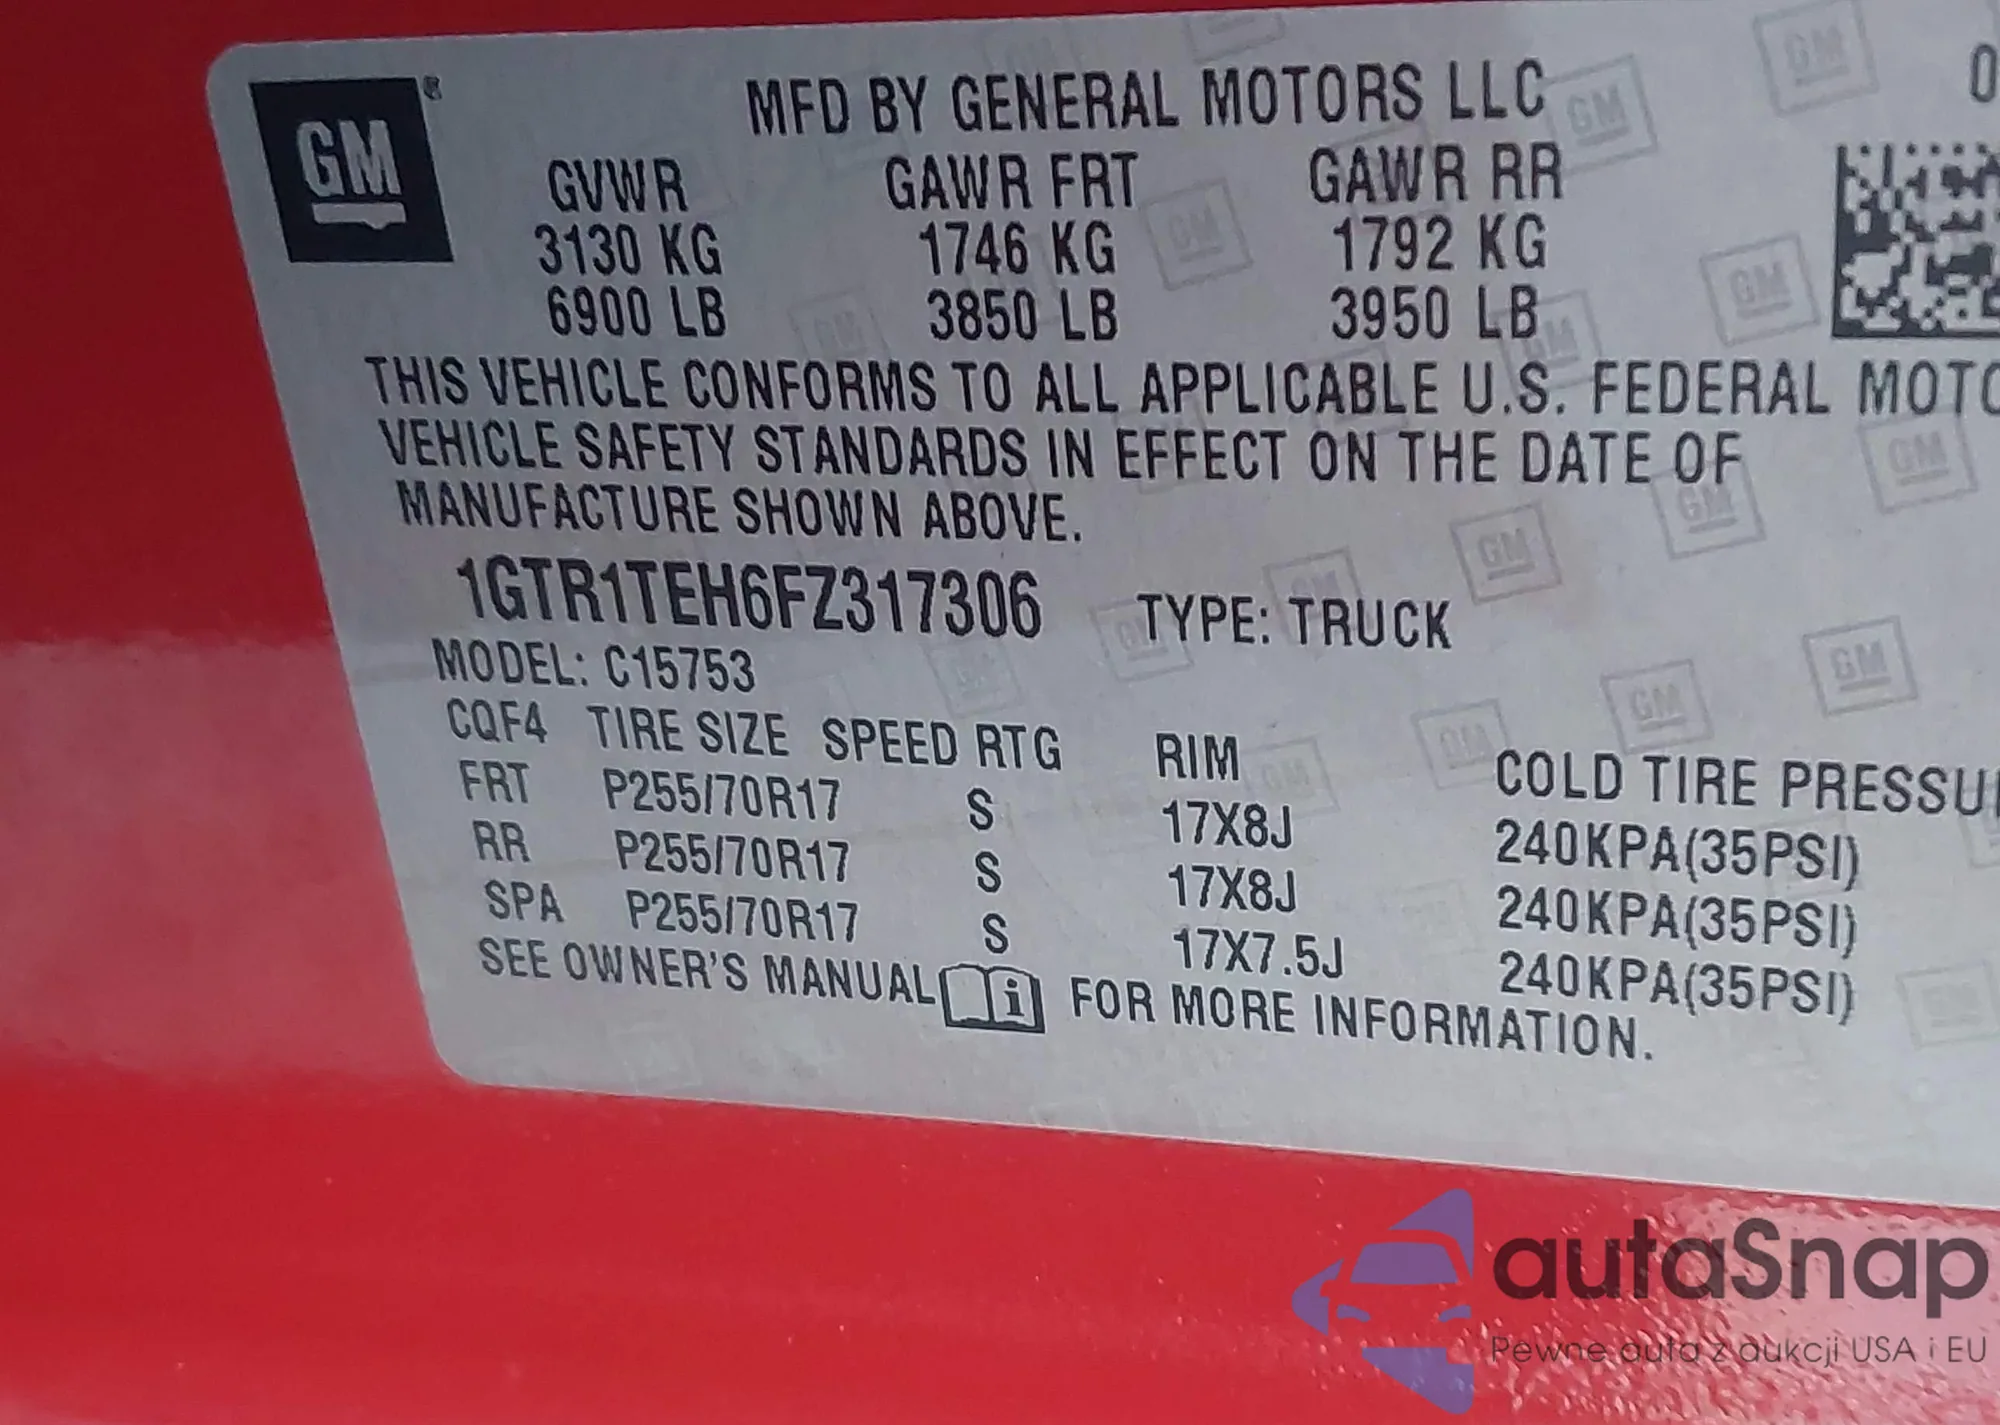 GM®
MFD BY GENERAL MOTORS LLC
GVWR GAWR FRT GAWR RR
3130 KG 1746 KG 1792 KG
6900 LB 3850 LB 3950 LB
THIS VEHICLE CONFORMS TO ALL APPLICABLE U.S. FEDERAL MOTO
VEHICLE SAFETY STANDARDS IN EFFECT ON THE DATE OF
MANUFACTURE SHOWN ABOVE.
1GTR1TEH6FZ317306 TYPE: TRUCK
MODEL: C15753
CQF4 TIRE SIZE SPEED RTG RIM COLD TIRE PRESSU
FRT P255/70R17 S 17X8J 240KPA(35PSI)
RR P255/70R17 S 17X8J 240KPA(35PSI)
SPA P255/70R17 S 17X7.5J 240KPA(35PSI)
SEE OWNER'S MANUAL i FOR MORE INFORMATION.
autaSnap
Pewne auta z aukcji USA i EU